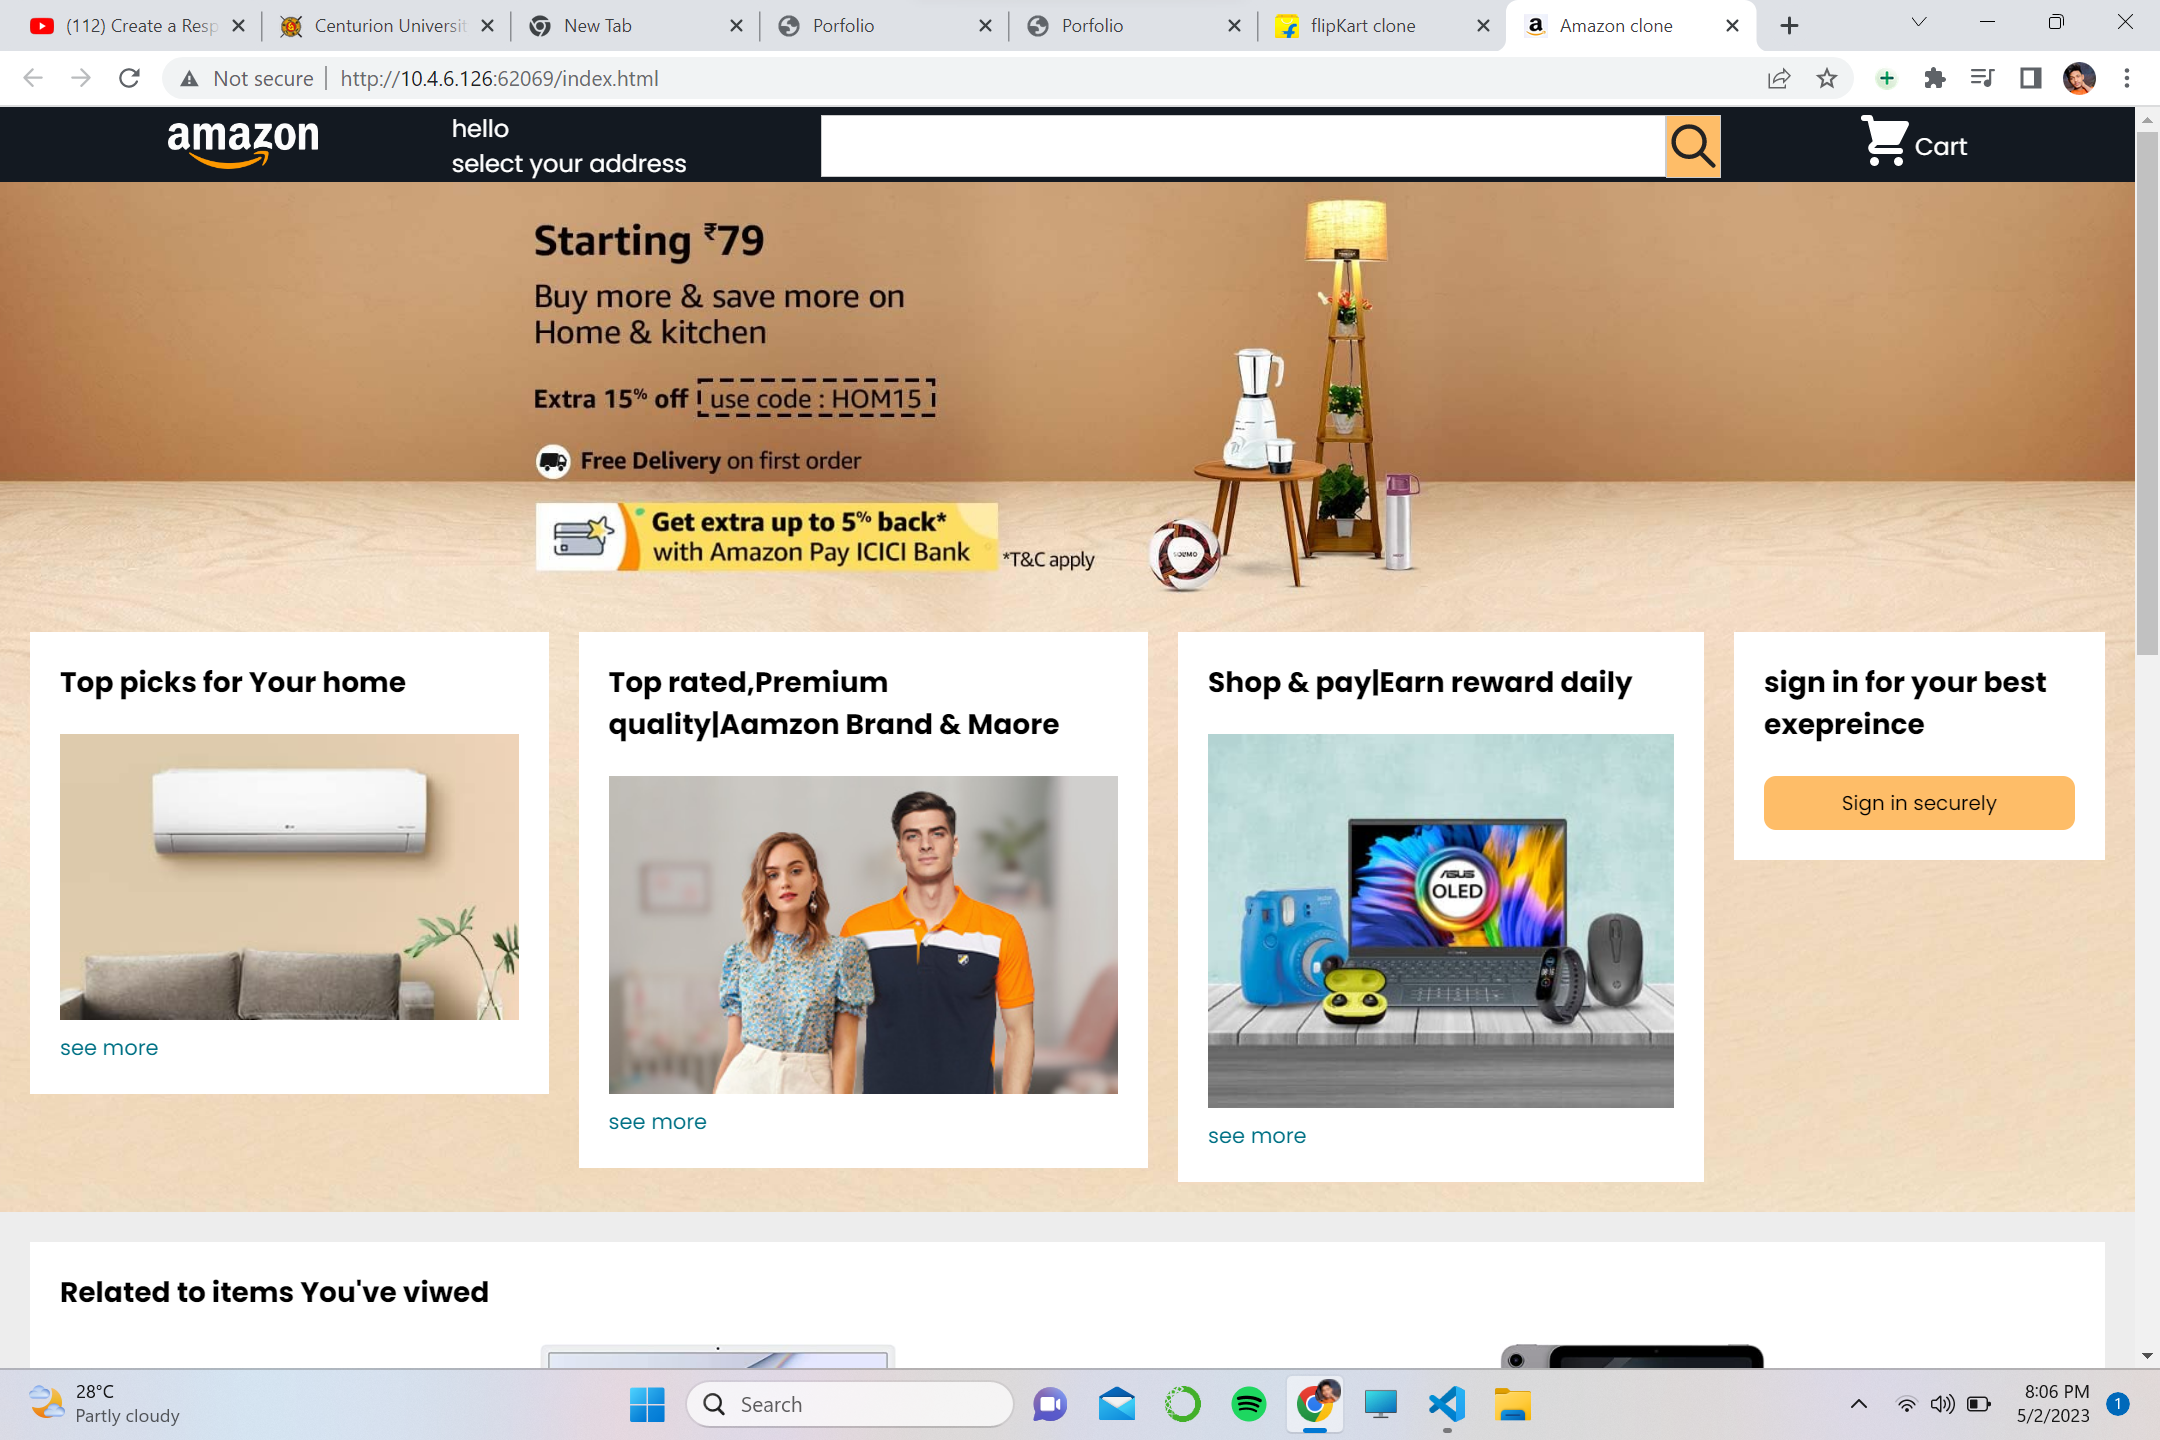 (112) Create a Resp
Centurion Universit
New Tab
Porfolio
Porfolio
flipKart clone
Amazon clone
Not secure
http://10.4.6.126:62069/index.html
amazon
hello
select your address
Cart
Starting ₹79
Buy more & save more on
Home & kitchen
Extra 15% off use code : HOM15
Free Delivery on first order
Get extra up to 5% back*
with Amazon Pay ICICI Bank
*T&C apply
SOLIMO
Top picks for Your home
see more
Top rated,Premium
quality|Aamzon Brand & Maore
see more
Shop & pay|Earn reward daily
ASUS
OLED
see more
sign in for your best
exepreince
Sign in securely
Related to items You've viwed
28°C
Partly cloudy
Search
8:06 PM
5/2/2023
1